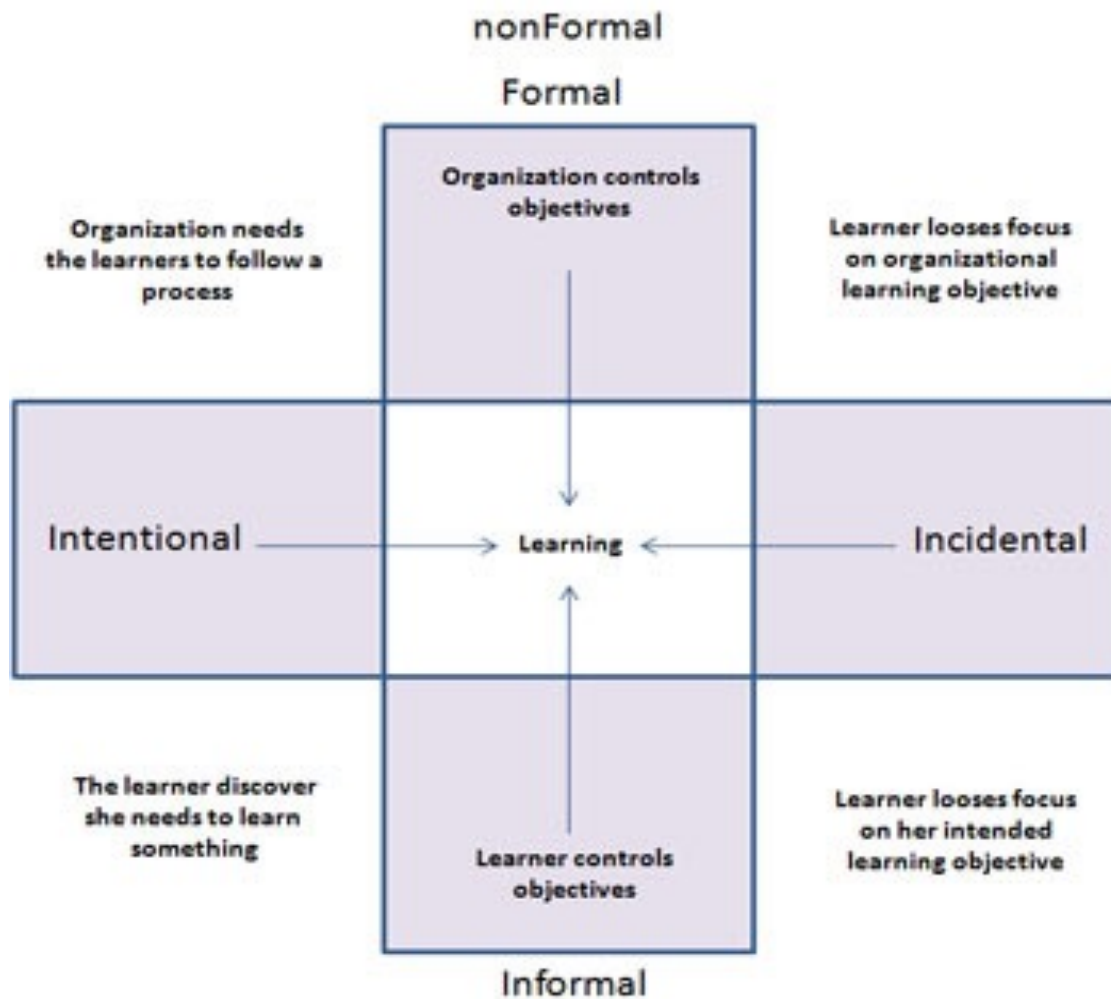 nonFormal
Formal
Organization controls
objectives
Organization needs
the learners to follow a
process
Learner looses focus
on organizational
learning objective
Intentional
Learning
Incidental
The learner discover
she needs to learn
something
Learner controls
objectives
Learner looses focus
on her intended
learning objective
Informal